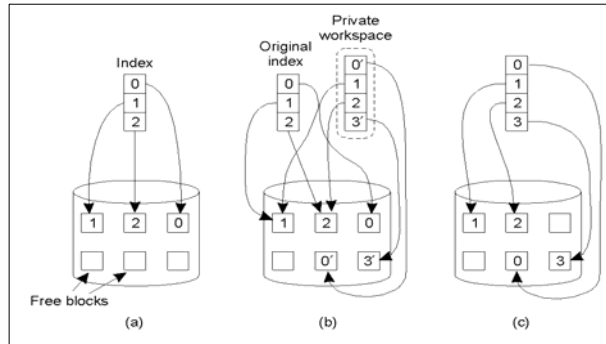 Index
0
1
2
1 2 0
Free blocks
(a)
Original
index
0
1
2
Private
workspace
0′
1
2
3′
1 2 0
0′ 3′
(b)
0
1
2
3
1 2
0 3
(c)